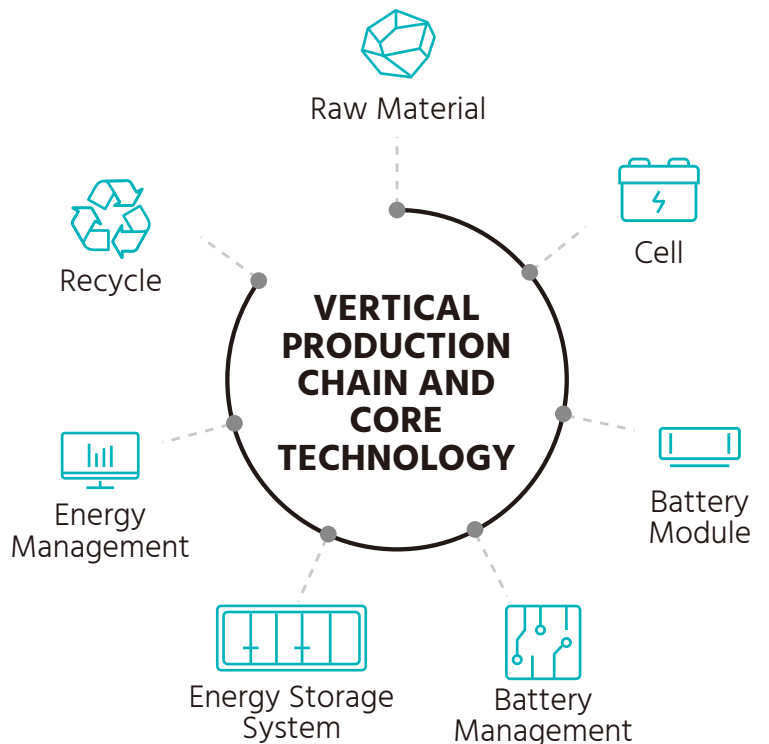 Raw Material
Cell
Battery
Module
Battery
Management
Energy Storage
System
Energy
Management
Recycle
VERTICAL
PRODUCTION
CHAIN AND
CORE
TECHNOLOGY